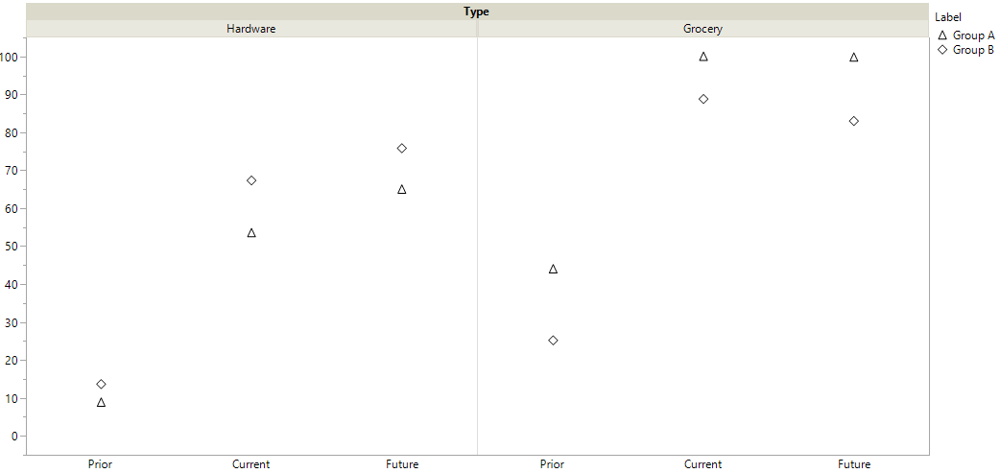 Type
Hardware Grocery
Label
Group A
Group B
100
90
80
70
60
50
40
30
20
10
0
Prior Current Future Prior Current Future